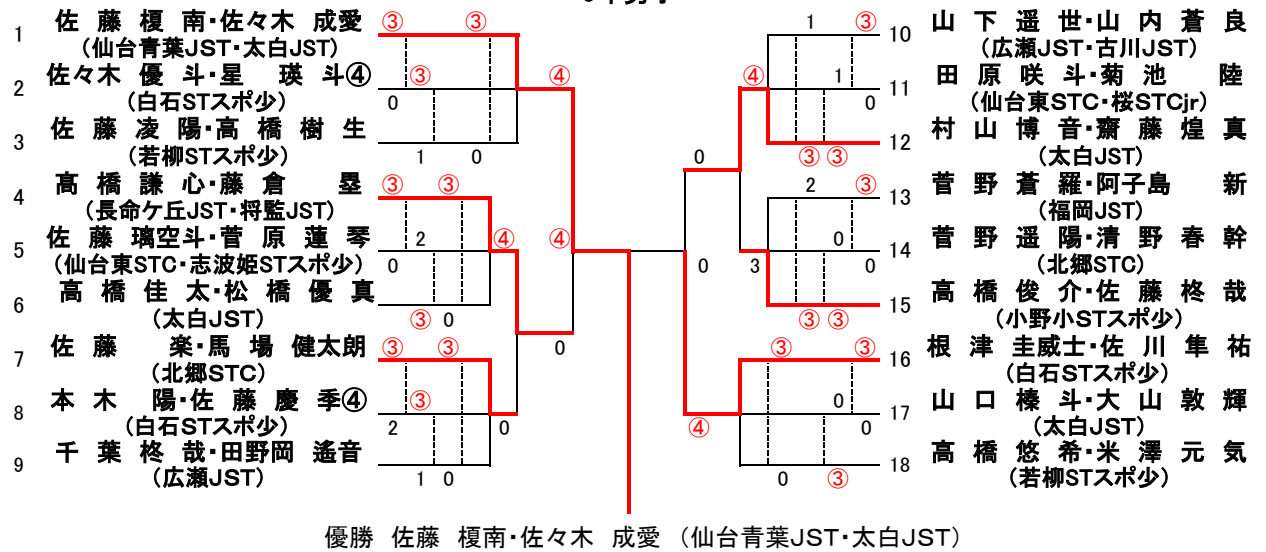 1 佐藤榎南・佐々木成愛 ③ ③
(仙台青葉JST・太白JST)
2 佐々木優斗・星瑛斗④ ③ ④
(白石STスポ少) 0
3 佐藤凌陽・高橋樹生
(若柳STスポ少) 1 0
4 高橋謙心・藤倉塁 ③ ③
(長命ケ丘JST・将監JST)
5 佐藤璃空斗・菅原蓮琴 2 ④ ④
(仙台東STC・志波姫STスポ少) 0
6 高橋佳太・松橋優真
(太白JST) ③ 0
7 佐藤楽・馬場健太朗 ③ ③ 0
(北郷STC)
8 本木陽・佐藤慶季④ ③
(白石STスポ少) 2 0
9 千葉柊哉・田野岡遙音
(広瀬JST) 1 0
1 ③ 10 山下遥世・山内蒼良
(広瀬JST・古川JST)
④ 1 11 田原咲斗・菊池陸
0 (仙台東STC・桜STCjr)
12 村山博音・齋藤煌真
0 ③ ③ (太白JST)
2 ③ 13 菅野蒼羅・阿子島新
(福岡JST)
0 14 菅野遥陽・清野春幹
0 3 0 (北郷STC)
15 高橋俊介・佐藤柊哉
③ ③ (小野小STスポ少)
③ ③ 16 根津圭威士・佐川隼祐
(白石STスポ少)
0 17 山口榛斗・大山敦輝
④ 0 (太白JST)
18 高橋悠希・米澤元気
0 ③ (若柳STスポ少)
優勝 佐藤 榎南・佐々木 成愛 (仙台青葉JST・太白JST)